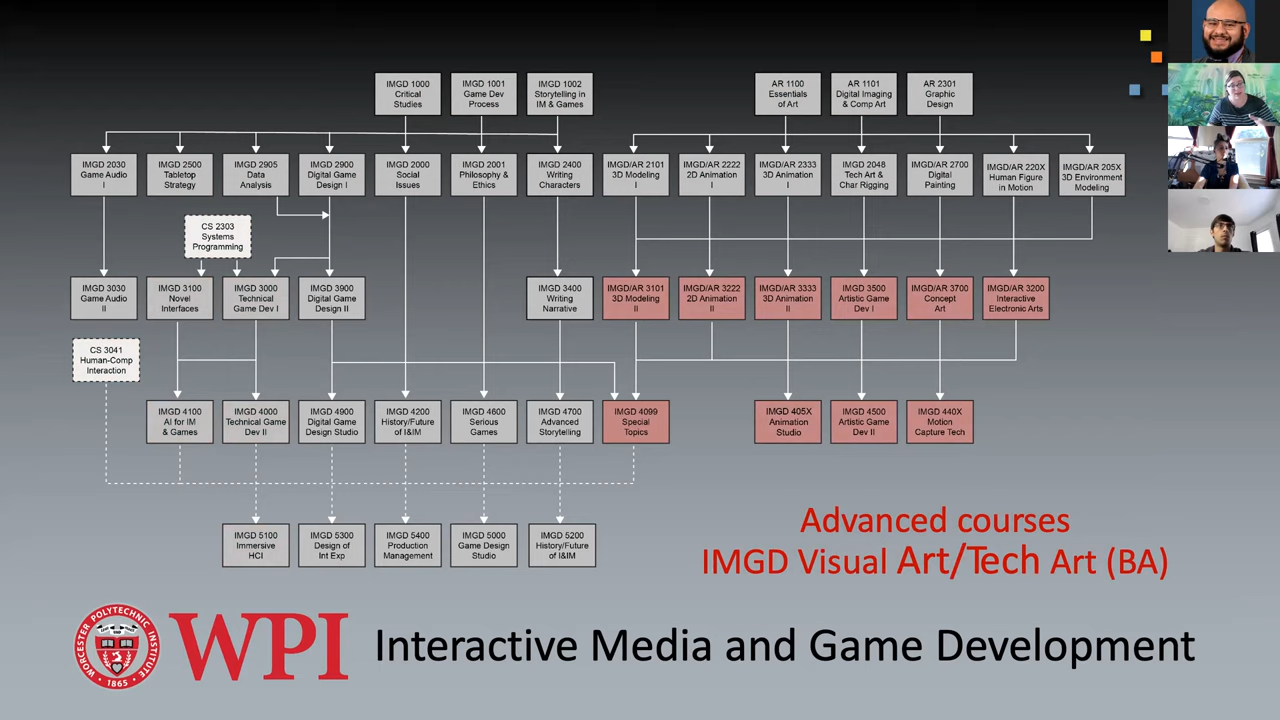 IMGD 1000
Critical
Studies
IMGD 1001
Game Dev
Process
IMGD 1002
Storytelling in
IM & Games
AR 1100
Essentials
of Art
AR 1101
Digital Imaging
& Comp Art
AR 2301
Graphic
Design
IMGD 2030
Game Audio
I
IMGD 2500
Tabletop
Strategy
IMGD 2905
Data
Analysis
IMGD 2900
Digital Game
Design I
IMGD 2000
Social
Issues
IMGD 2001
Philosophy &
Ethics
IMGD 2400
Writing
Characters
IMGD/AR 2101
3D Modeling
I
IMGD/AR 2222
2D Animation
I
IMGD/AR 2333
3D Animation
I
IMGD 2048
Tech Art &
Char Rigging
IMGD/AR 2700
Digital
Painting
IMGD/AR 220X
Human Figure
in Motion
IMGD/AR 205X
3D Environment
Modeling
CS 2303
Systems
Programming
IMGD 3030
Game Audio
II
IMGD 3100
Novel
Interfaces
IMGD 3000
Technical
Game Dev I
IMGD 3900
Digital Game
Design II
IMGD 3400
Writing
Narrative
IMGD/AR 3101
3D Modeling
II
IMGD/AR 3222
2D Animation
II
IMGD/AR 3333
3D Animation
II
IMGD 3500
Artistic Game
Dev I
IMGD/AR 3700
Concept
Art
IMGD/AR 3200
Interactive
Electronic Arts
CS 3041
Human-Comp
Interaction
IMGD 4100
AI for IM
& Games
IMGD 4000
Technical Game
Dev II
IMGD 4900
Digital Game
Design Studio
IMGD 4200
History/Future
of I&IM
IMGD 4600
Serious
Games
IMGD 4700
Advanced
Storytelling
IMGD 4099
Special
Topics
IMGD 405X
Animation
Studio
IMGD 4500
Artistic Game
Dev II
IMGD 440X
Motion
Capture Tech
IMGD 5100
Immersive
HCI
IMGD 5300
Design of
Int Exp
IMGD 5400
Production
Management
IMGD 5000
Game Design
Studio
IMGD 5200
History/Future
of I&IM
Advanced courses
IMGD Visual Art/Tech Art (BA)
WORCESTER POLYTECHNIC INSTITUTE
1865
WPI
Interactive Media and Game Development